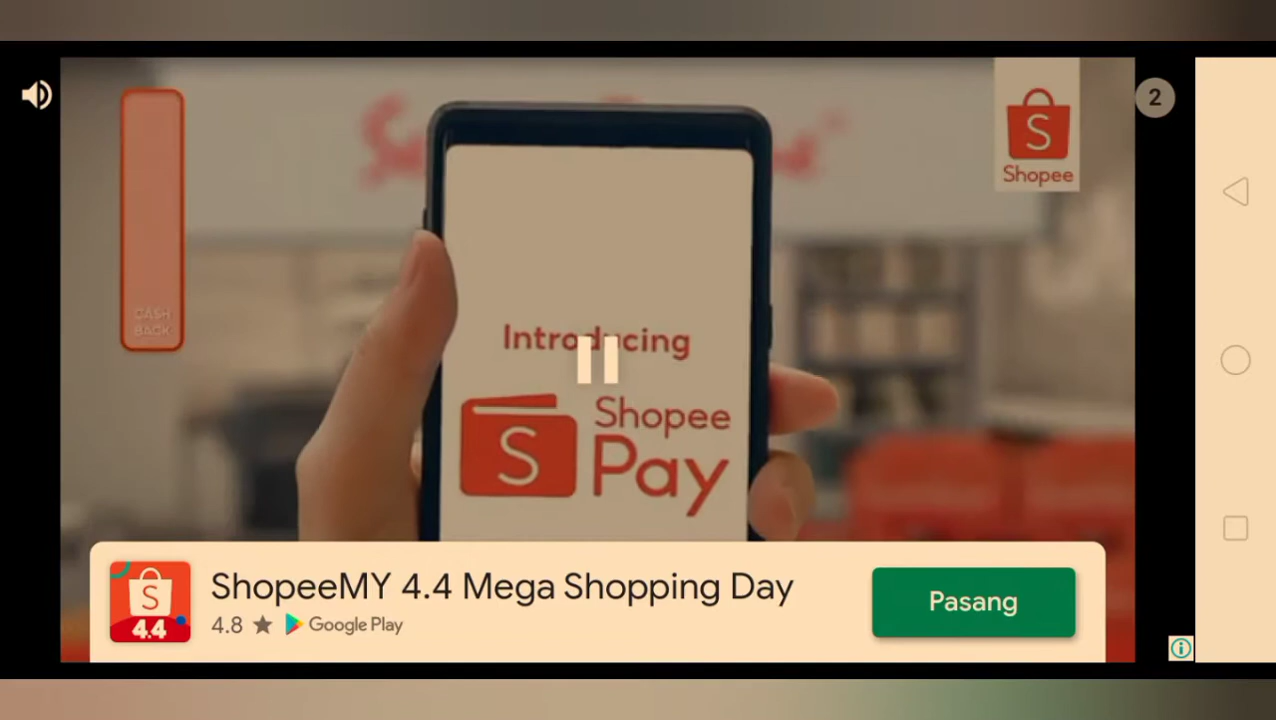 2
S
Shopee
CASH
BACK
Introducing
S
Shopee
Pay
S
4.4
ShopeeMY 4.4 Mega Shopping Day
4.8 ★ Google Play
Pasang